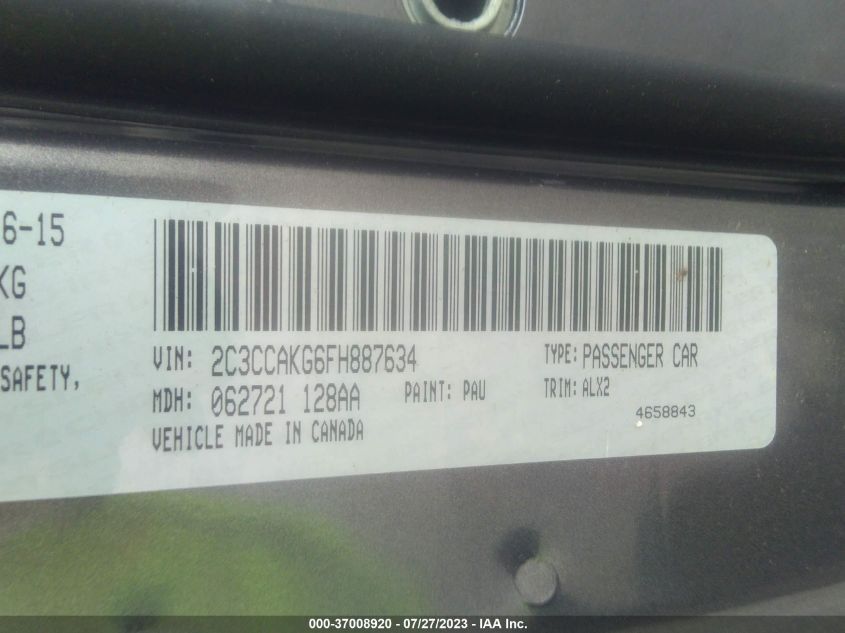 6-15
KG
LB
SAFETY,
VIN: 2C3CCAKG6FH887634
TYPE: PASSENGER CAR
MDH: 062721 128AA
PAINT: PAU
TRIM: ALX2
4658843
VEHICLE MADE IN CANADA
000-37008920 / 07/27/2023 - IAA Inc.